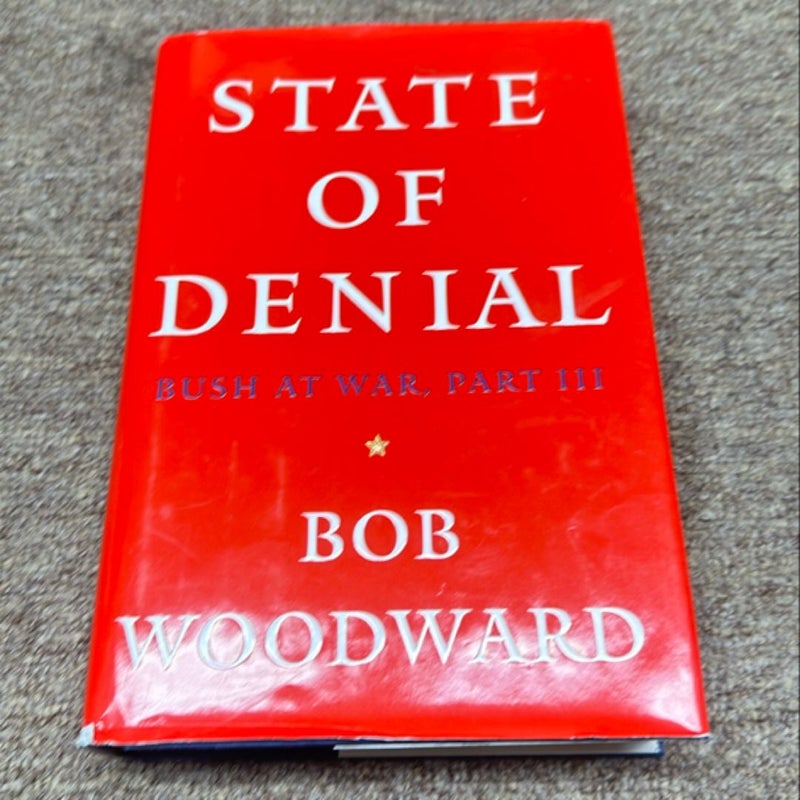 STATE
OF
DENIAL
BUSH AT WAR, PART III
BOB
WOODWARD